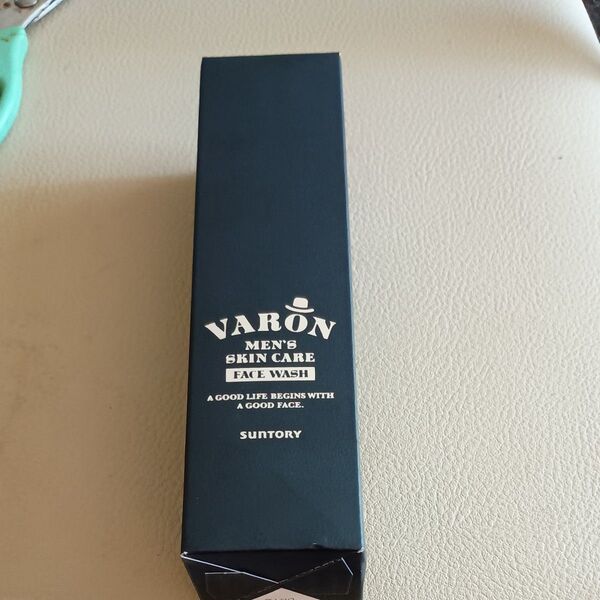 VARON
MEN'S
SKIN CARE
FACE WASH
A GOOD LIFE BEGINS WITH
A GOOD FACE.
SUNTORY